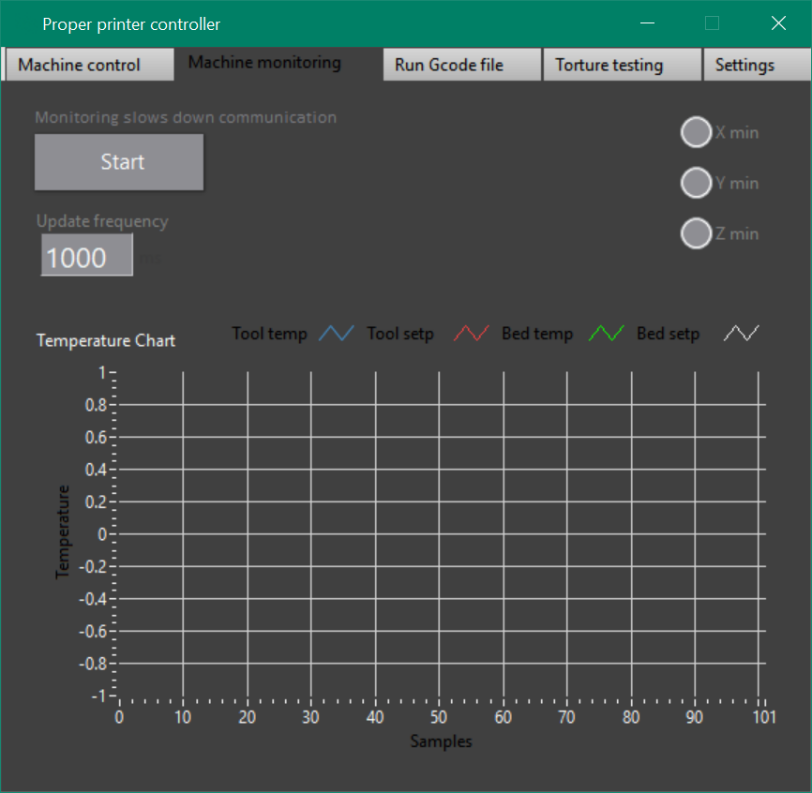 Proper printer controller
Machine control Machine monitoring Run Gcode file Torture testing Settings
Monitoring slows down communication
Start
X min
Y min
Update frequency
1000
Z min
Temperature Chart
Tool temp Tool setp Bed temp Bed setp
1
0.8
0.6
0.4
0.2
0
-0.2
-0.4
-0.6
-0.8
-1
Temperature
0 10 20 30 40 50 60 70 80 90 101
Samples